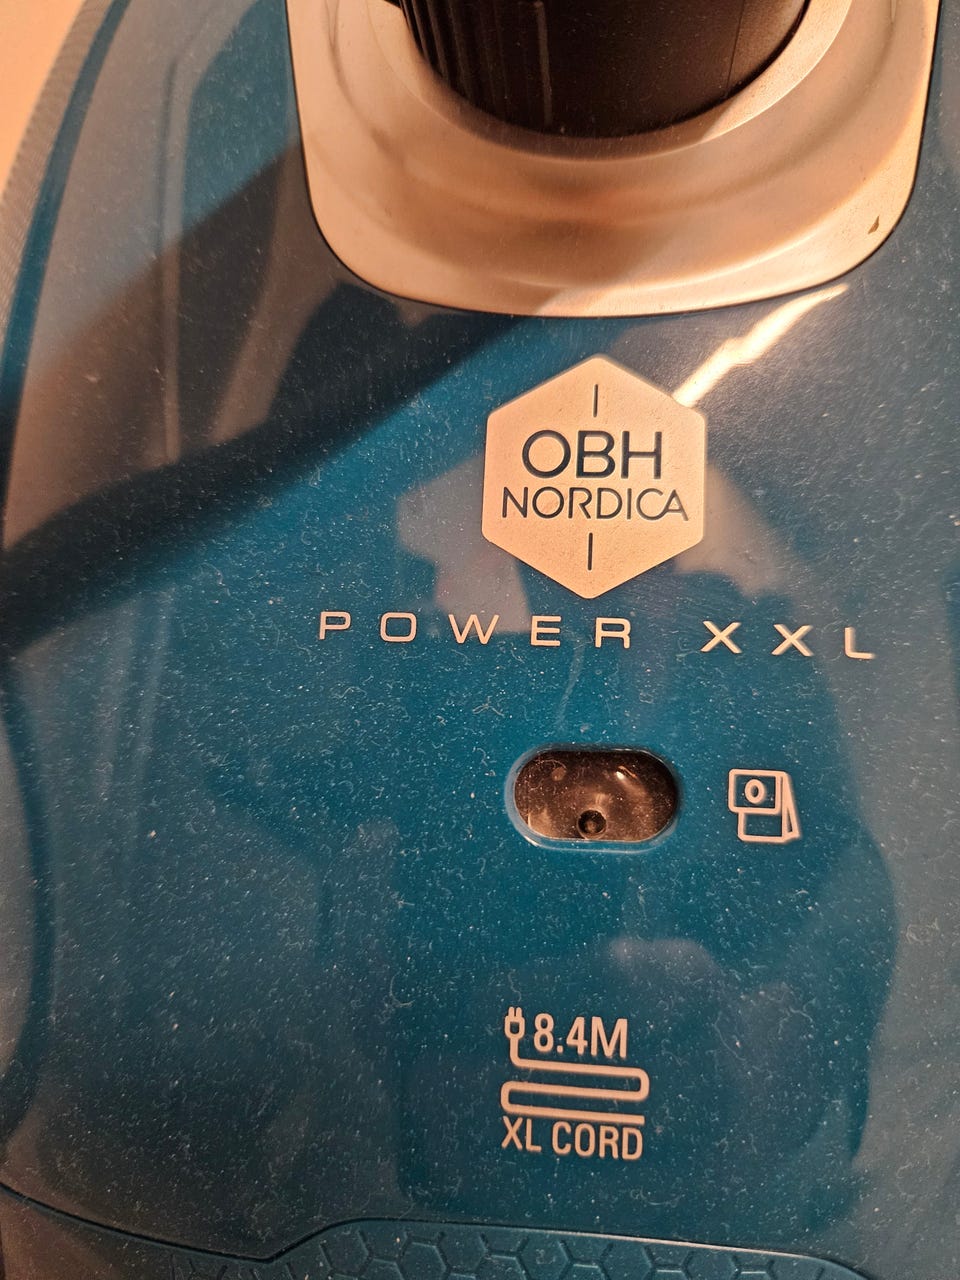 OBH
NORDICA
POWER XXL
8.4M
XL CORD